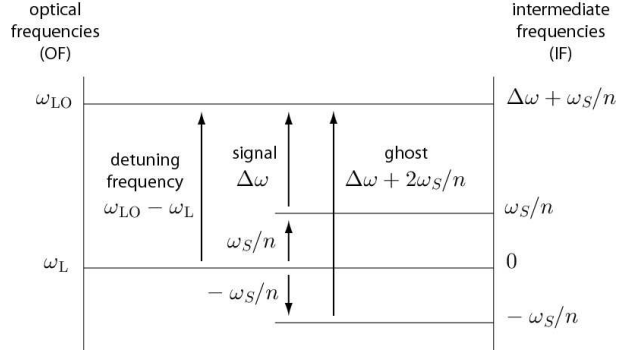 optical
frequencies
(OF)
intermediate
frequencies
(IF)
ω_LO
Δω + ω_S/n
detuning
frequency
ω_LO − ω_L
signal
Δω
ghost
Δω + 2ω_S/n
ω_S/n
ω_S/n
ω_L
0
− ω_S/n
− ω_S/n